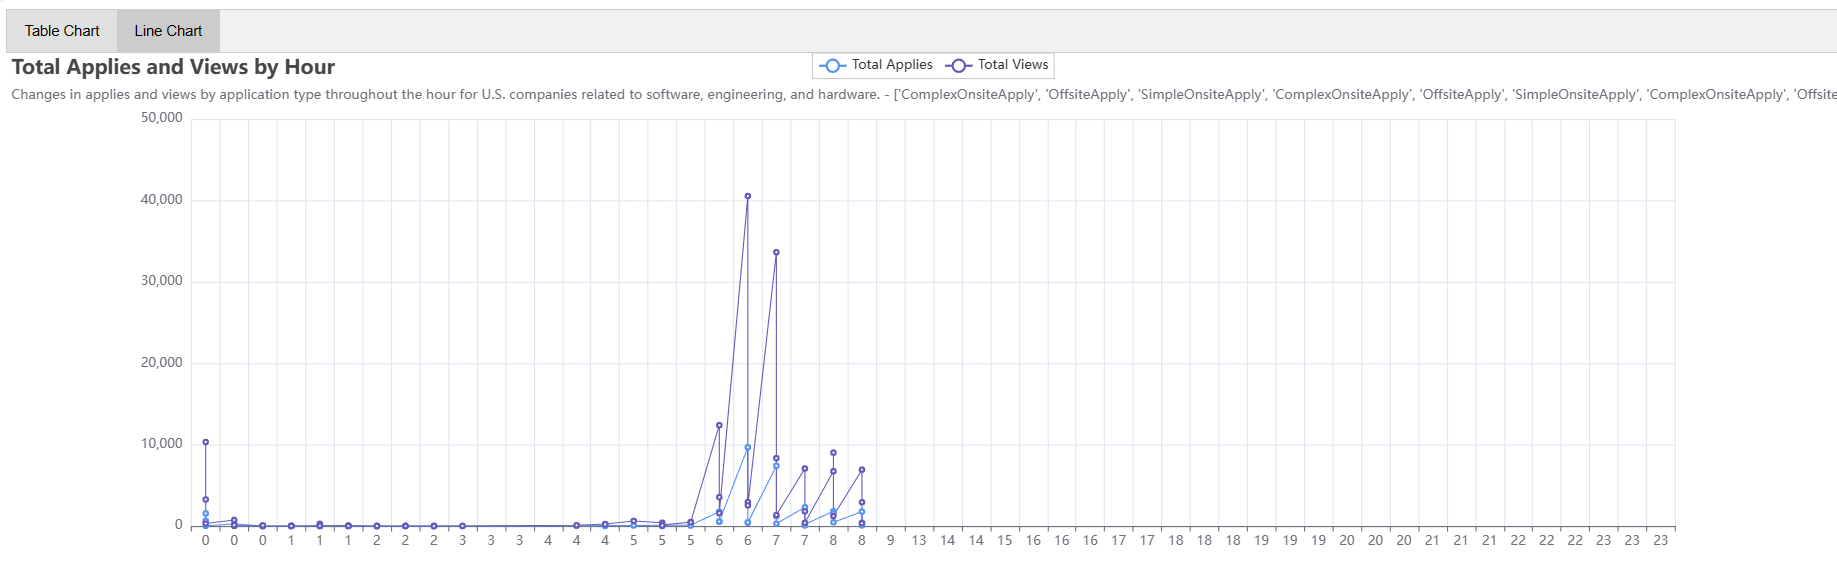 Table Chart Line Chart
Total Applies and Views by Hour
Total Applies Total Views
Changes in applies and views by application type throughout the hour for U.S. companies related to software, engineering, and hardware. - ['ComplexOnsiteApply', 'OffsiteApply', 'SimpleOnsiteApply', 'ComplexOnsiteApply', 'OffsiteApply', 'SimpleOnsiteApply', 'ComplexOnsiteApply', 'Offsite
50,000
40,000
30,000
20,000
10,000
0
0 0 0 1 1 1 2 2 2 3 3 3 4 4 4 5 5 5 6 6 7 7 8 8 9 13 14 14 15 16 16 16 17 17 18 18 18 19 19 19 20 20 20 21 21 21 22 22 22 23 23 23